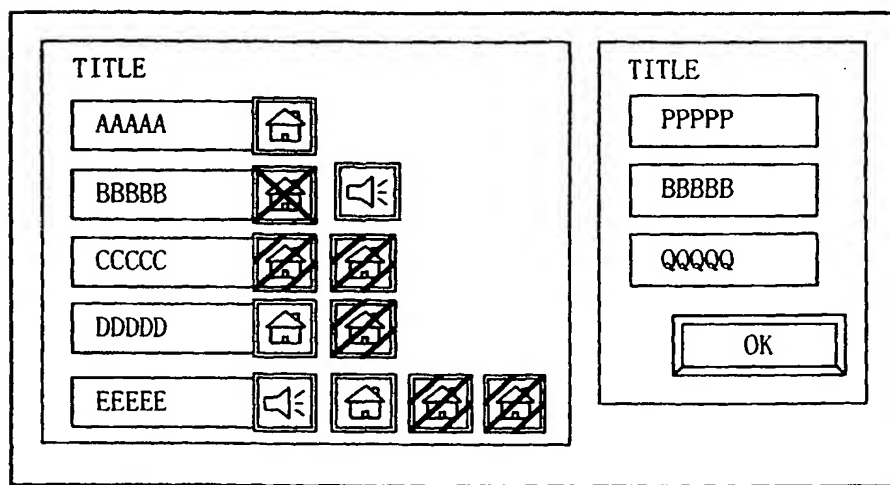 TITLE
AAAAA
BBBBB
CCCCC
DDDDD
EEEEE
TITLE
PPPPP
BBBBB
QQQQQ
OK